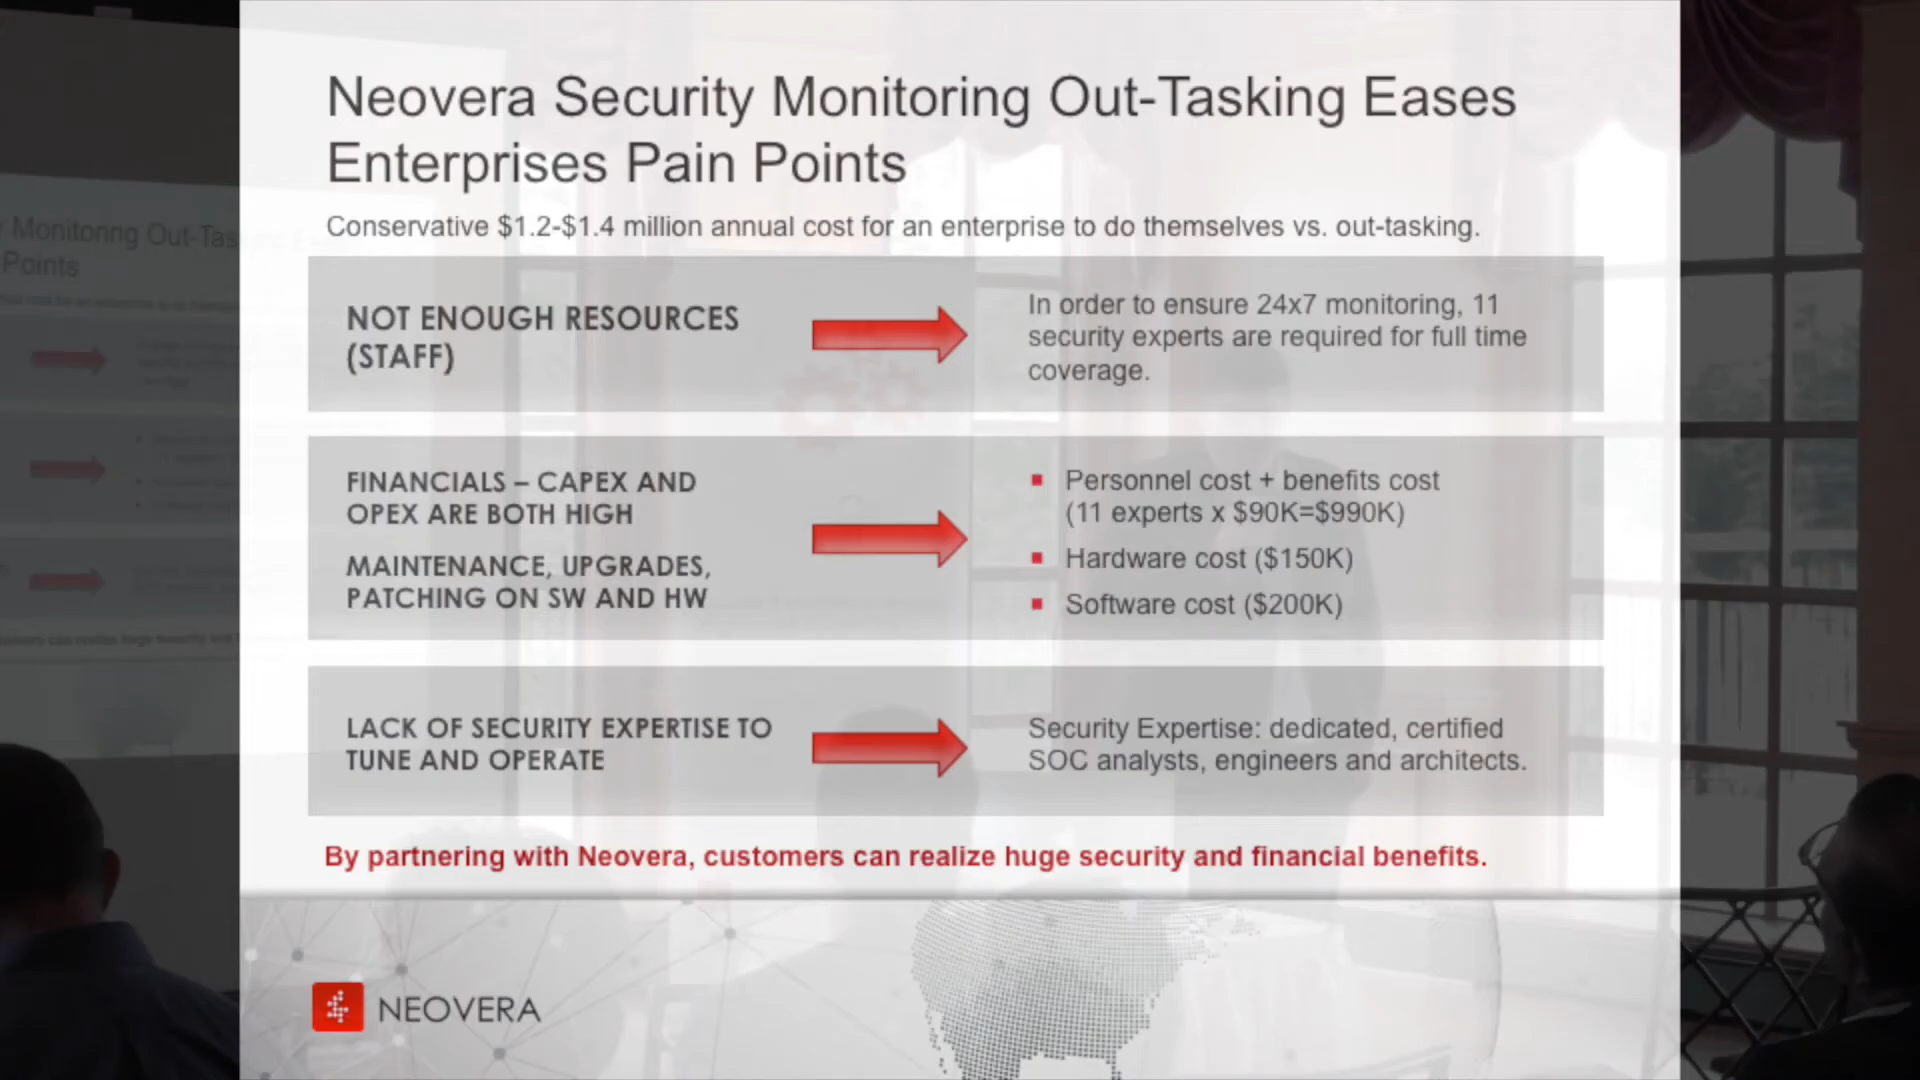 Neovera Security Monitoring Out-Tasking Eases
Enterprises Pain Points
Conservative $1.2-$1.4 million annual cost for an enterprise to do themselves vs. out-tasking.
NOT ENOUGH RESOURCES
(STAFF)
In order to ensure 24x7 monitoring, 11
security experts are required for full time
coverage.
FINANCIALS – CAPEX AND
OPEX ARE BOTH HIGH
MAINTENANCE, UPGRADES,
PATCHING ON SW AND HW
Personnel cost + benefits cost
(11 experts x $90K=$990K)
Hardware cost ($150K)
Software cost ($200K)
LACK OF SECURITY EXPERTISE TO
TUNE AND OPERATE
Security Expertise: dedicated, certified
SOC analysts, engineers and architects.
By partnering with Neovera, customers can realize huge security and financial benefits.
NEOVERA
Monitoring Out-Tas
Points